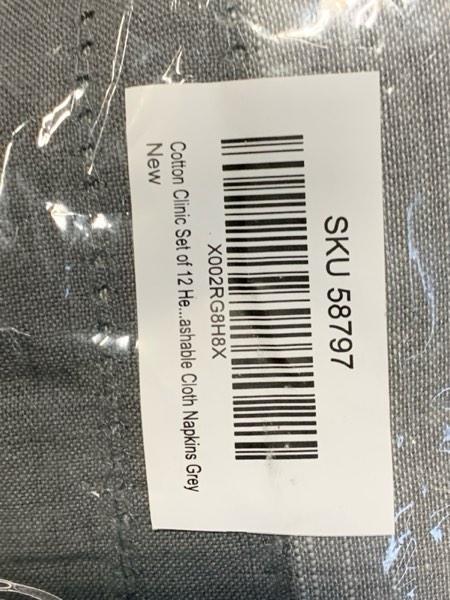 SKU 58797
X002RG8H8X
Cotton Clinic Set of 12 He...ashable Cloth Napkins Grey
New